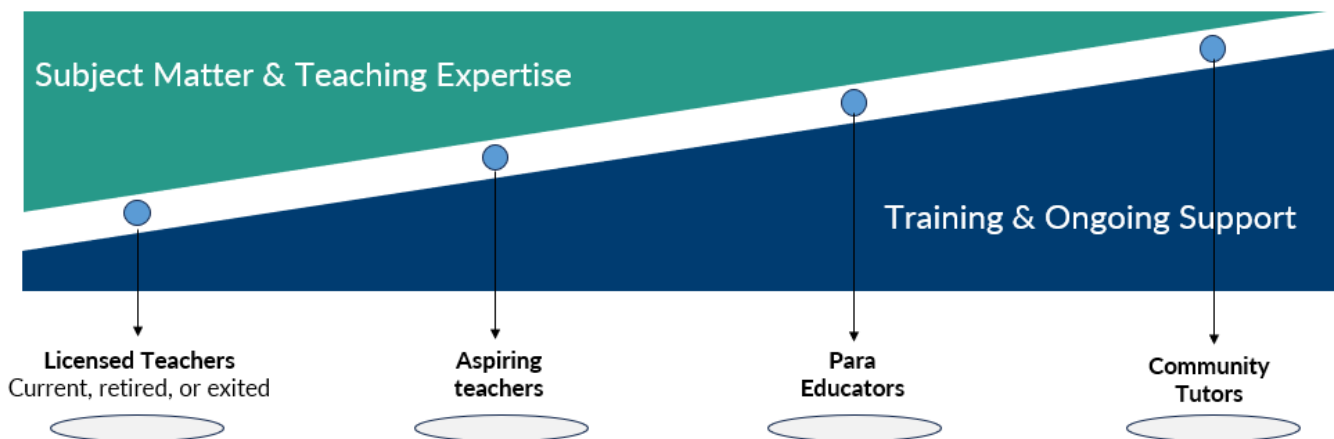 Subject Matter & Teaching Expertise
Training & Ongoing Support
Licensed Teachers
Current, retired, or exited
Aspiring
teachers
Para
Educators
Community
Tutors